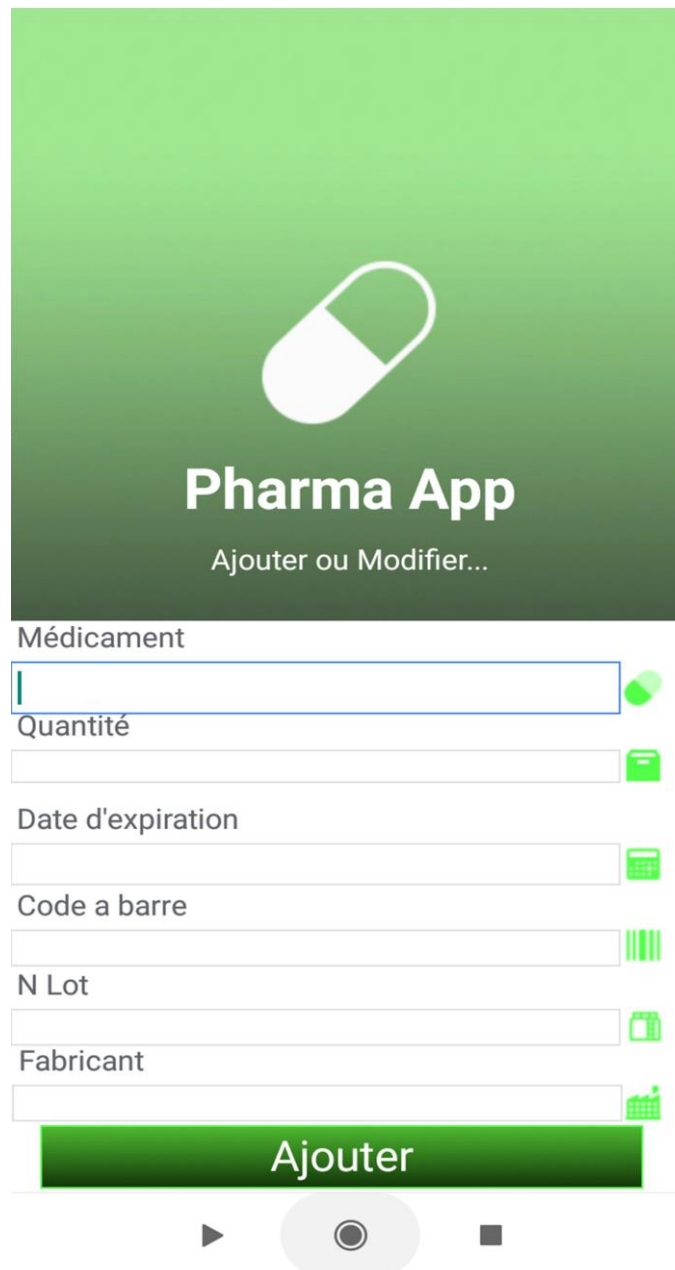 Pharma App
Ajouter ou Modifier...
Médicament
Quantité
Date d'expiration
Code a barre
N Lot
Fabricant
Ajouter